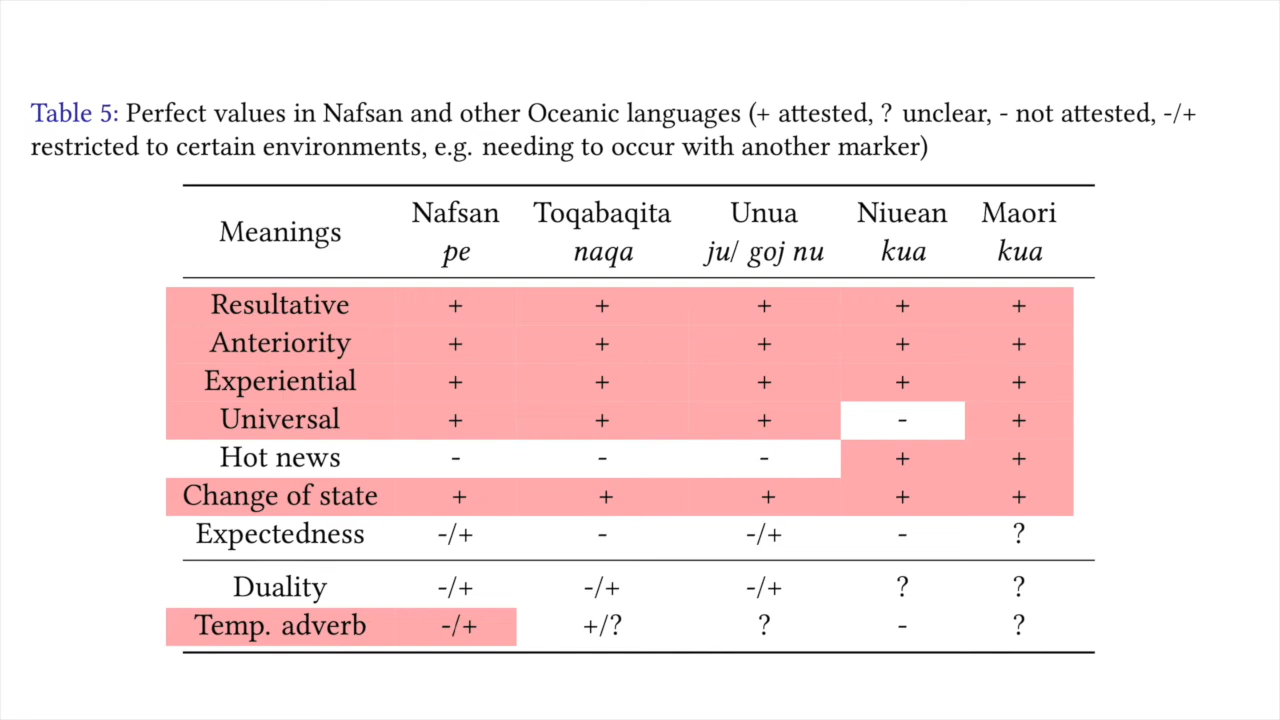 Table 5: Perfect values in Nafsan and other Oceanic languages (+ attested, ? unclear, - not attested, -/+
restricted to certain environments, e.g. needing to occur with another marker)
Meanings Nafsan Toqabaqita Unua Niuean Maori
pe naqa ju/ goj nu kua kua
Resultative + + + + +
Anteriority + + + + +
Experiential + + + + +
Universal + + + - +
Hot news - - - + +
Change of state + + + + +
Expectedness -/+ - -/+ - ?
Duality -/+ -/+ -/+ ? ?
Temp. adverb -/+ +/? ? - ?